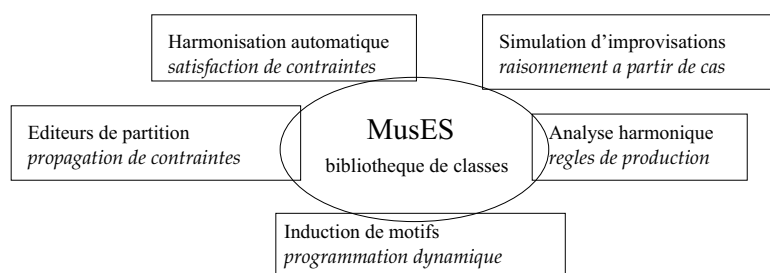 Harmonisation automatique
satisfaction de contraintes
Simulation d'improvisations
raisonnement a partir de cas
Editeurs de partition
propagation de contraintes
MusES
bibliotheque de classes
Analyse harmonique
regles de production
Induction de motifs
programmation dynamique